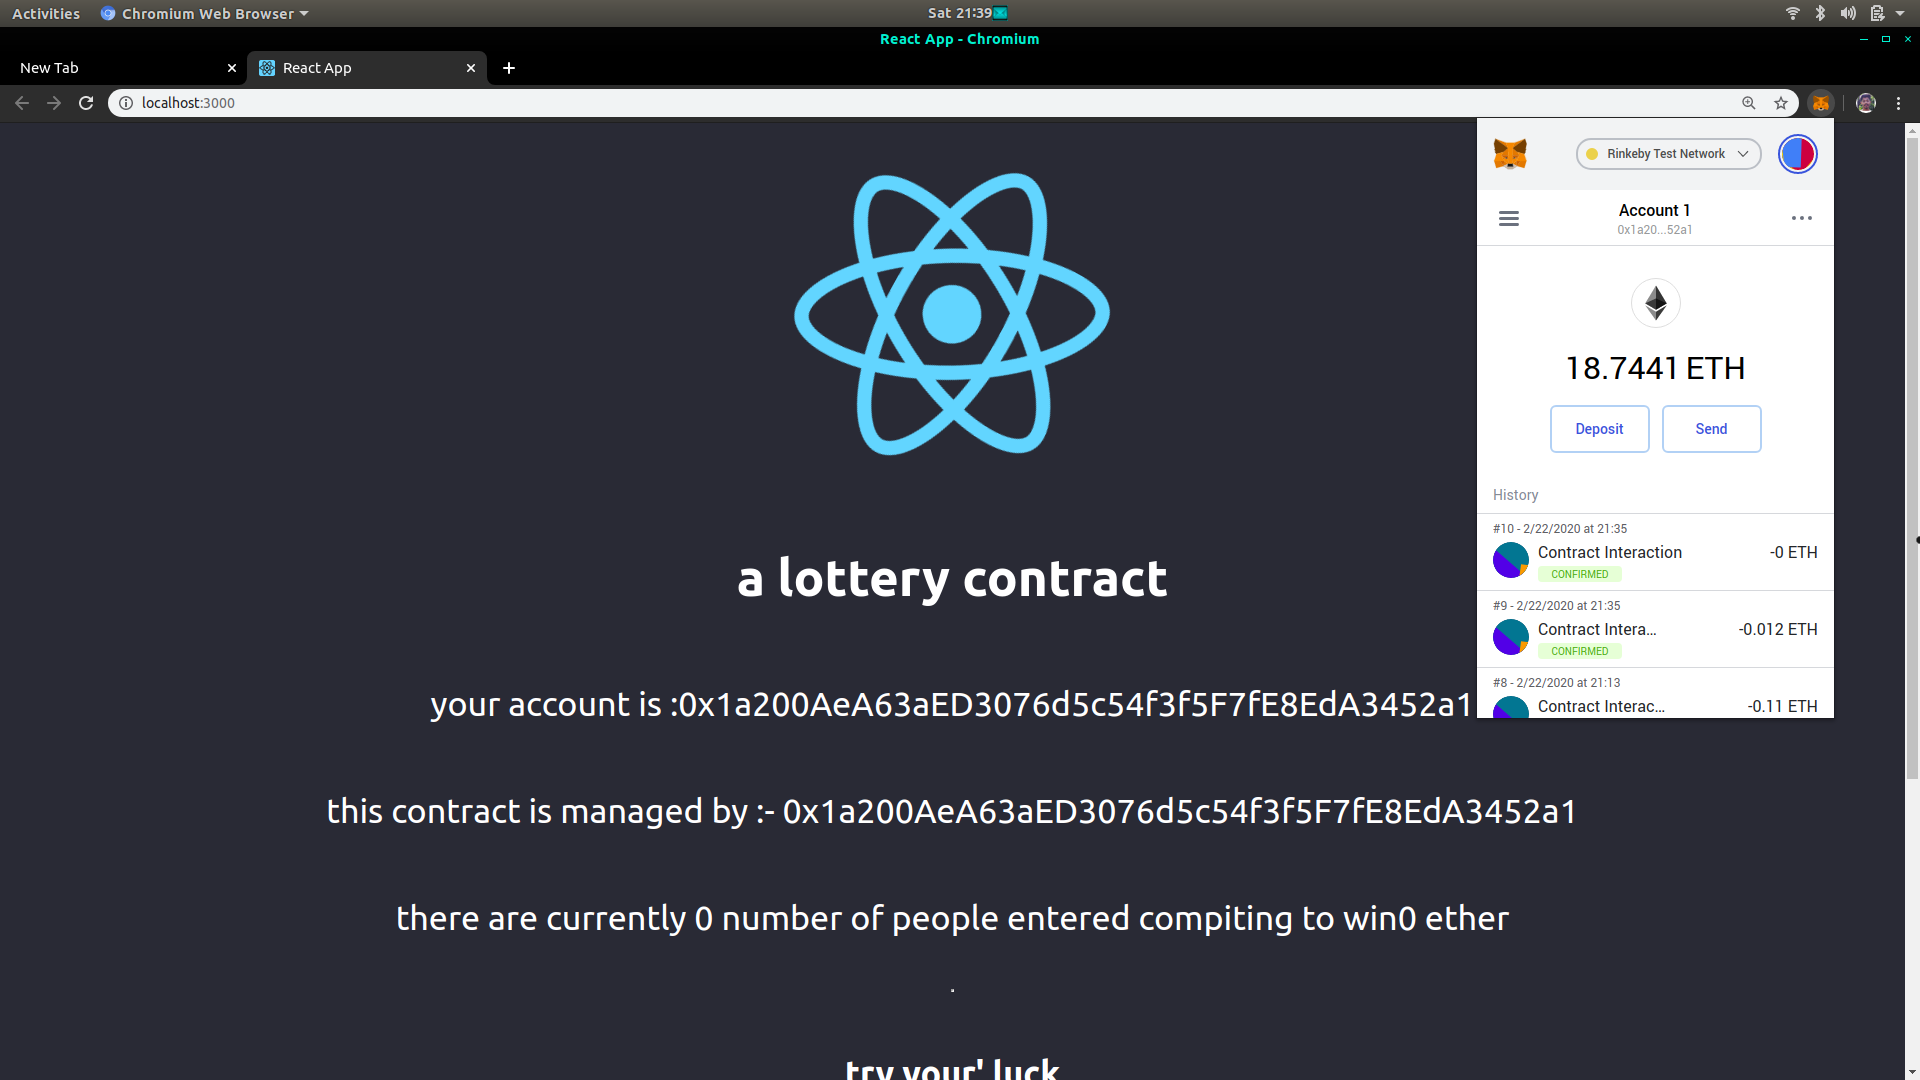 Activities
Chromium Web Browser
Sat 21:39
React App - Chromium
New Tab
React App
localhost:3000
Rinkeby Test Network
Account 1
0x1a20...52a1
18.7441 ETH
Deposit
Send
History
#10 - 2/22/2020 at 21:35
Contract Interaction
-0 ETH
CONFIRMED
#9 - 2/22/2020 at 21:35
Contract Intera...
-0.012 ETH
CONFIRMED
#8 - 2/22/2020 at 21:13
Contract Interac...
-0.11 ETH
a lottery contract
your account is :0x1a200AeA63aED3076d5c54f3f5F7fE8EdA3452a1
this contract is managed by :- 0x1a200AeA63aED3076d5c54f3f5F7fE8EdA3452a1
there are currently 0 number of people entered compiting to win0 ether
.
try your' luck